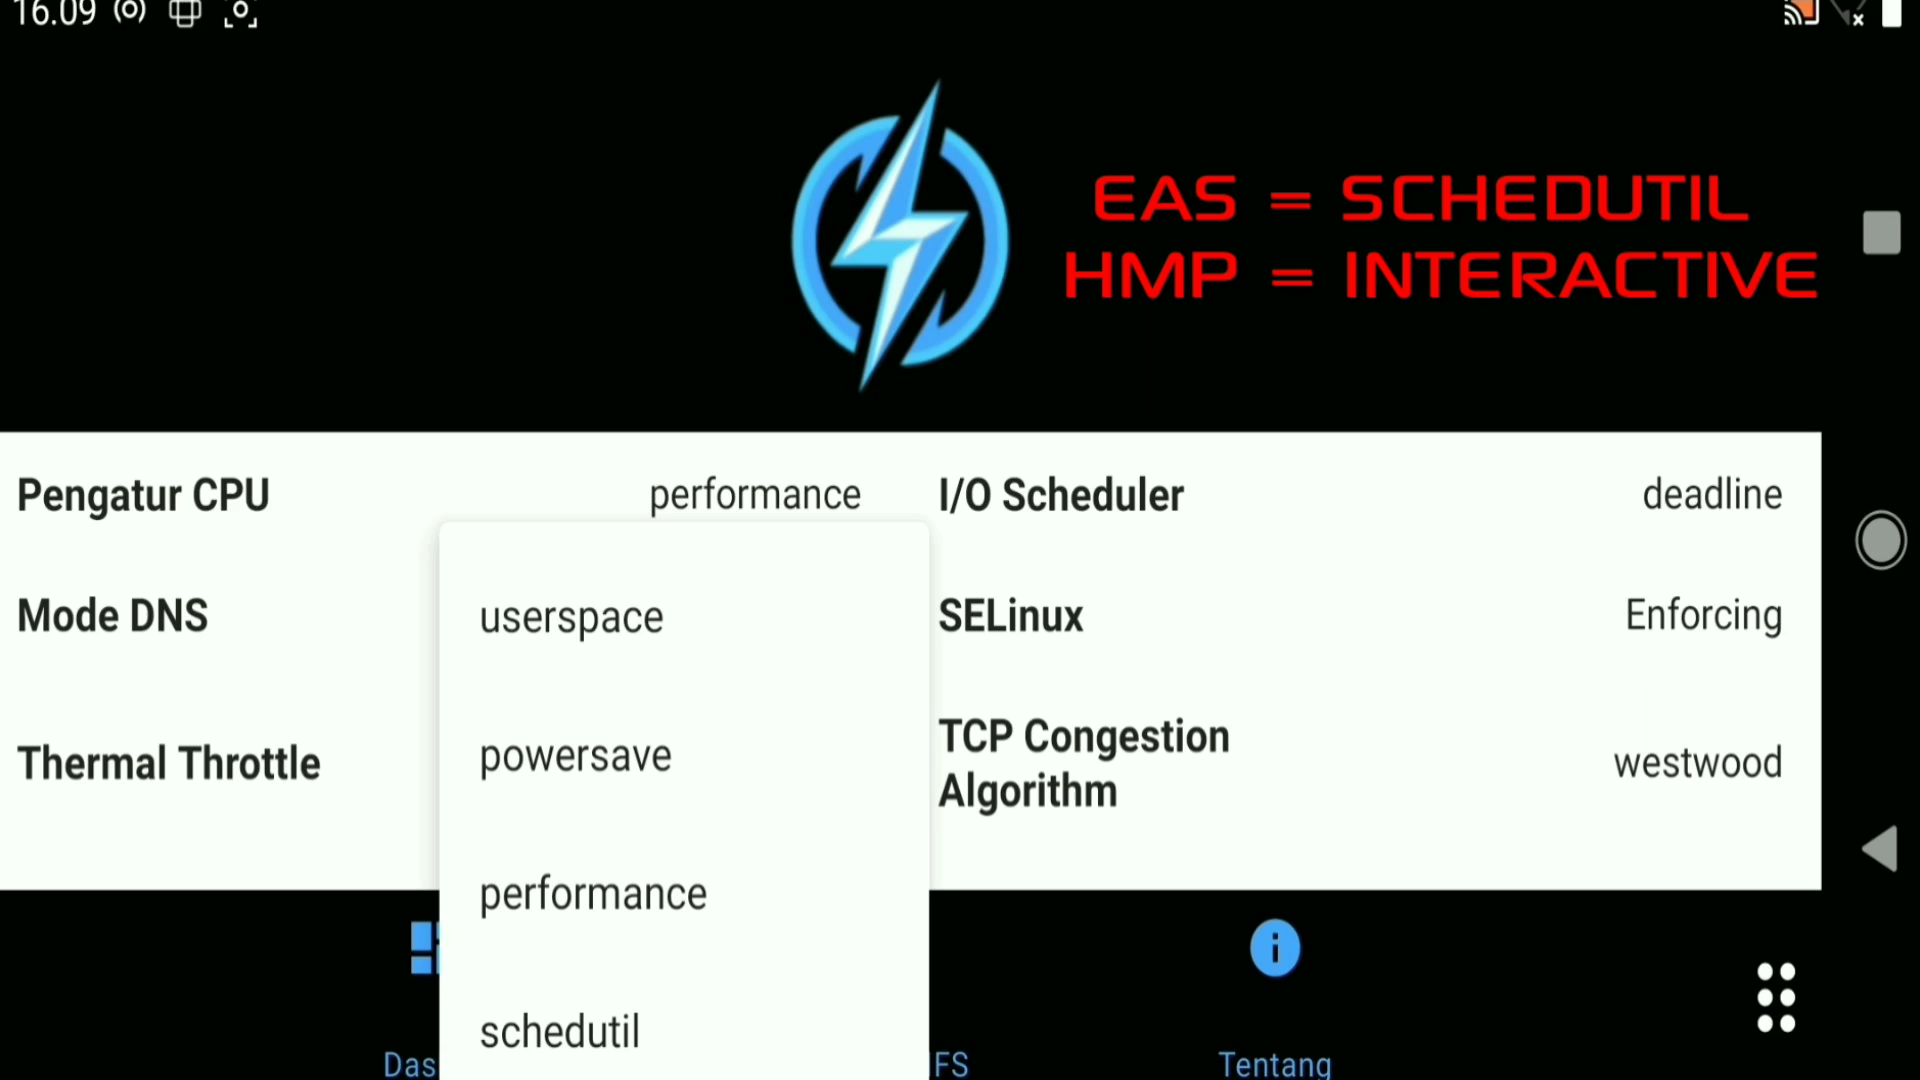 16.09
EAS = SCHEDUTIL
HMP = INTERACTIVE
Pengatur CPU
performance
I/O Scheduler
deadline
Mode DNS
SELinux
Enforcing
Thermal Throttle
TCP Congestion
Algorithm
westwood
userspace
powersave
performance
schedutil
Das
Tentang